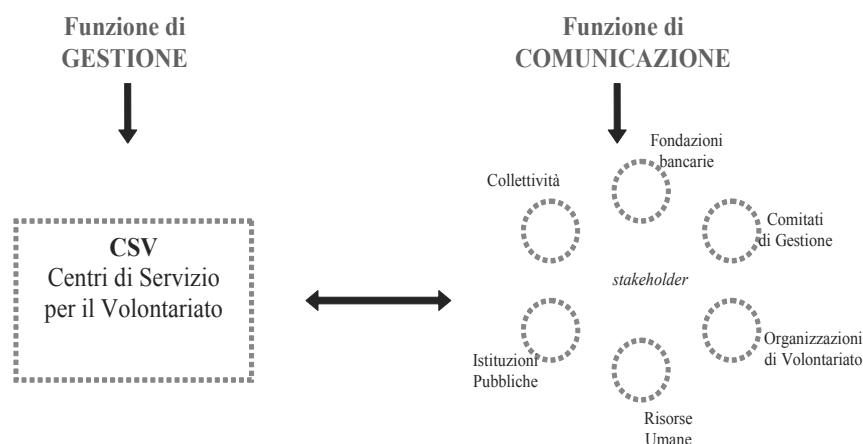 Funzione di
GESTIONE
Funzione di
COMUNICAZIONE
CSV
Centri di Servizio
per il Volontariato
Fondazioni
bancarie
Collettività
Comitati
di Gestione
stakeholder
Istituzioni
Pubbliche
Organizzazioni
di Volontariato
Risorse
Umane